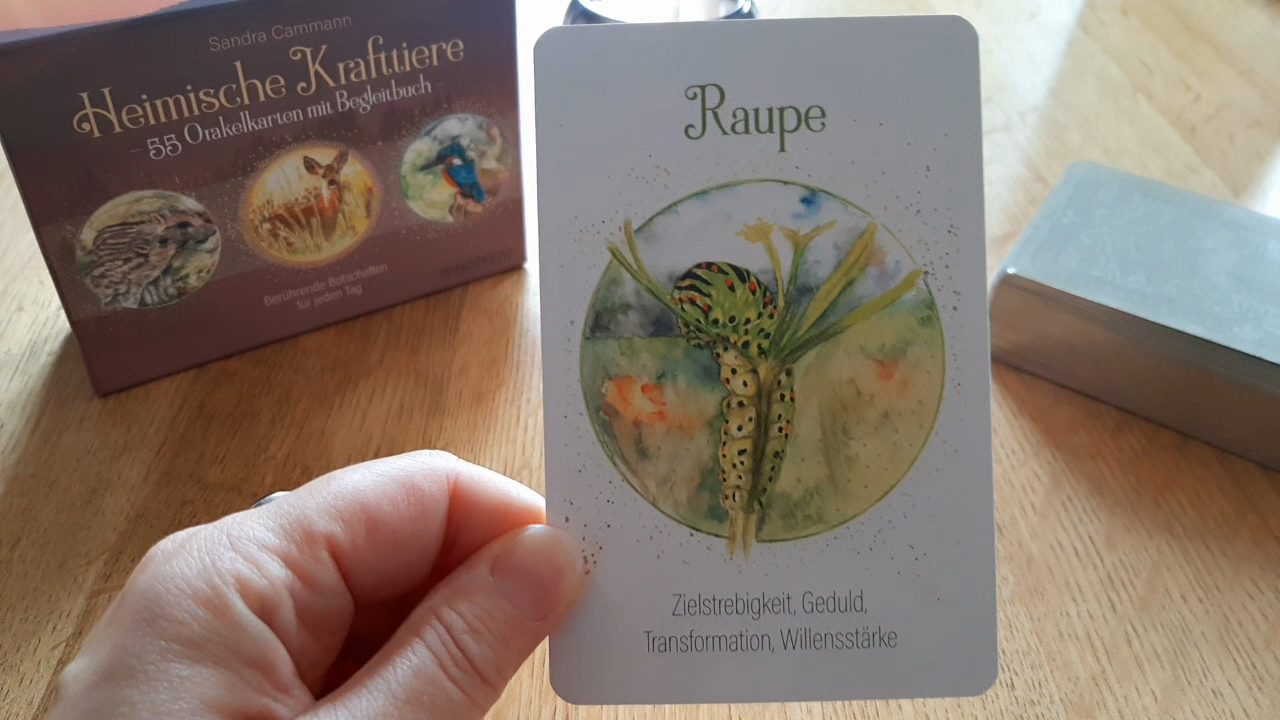 Sandra Cammann
Heimische Krafttiere
- 55 Orakelkarten mit Begleitbuch -
Berührende Botschaften
für jeden Tag
WINDPFERD
Raupe
Zielstrebigkeit, Geduld,
Transformation, Willensstärke